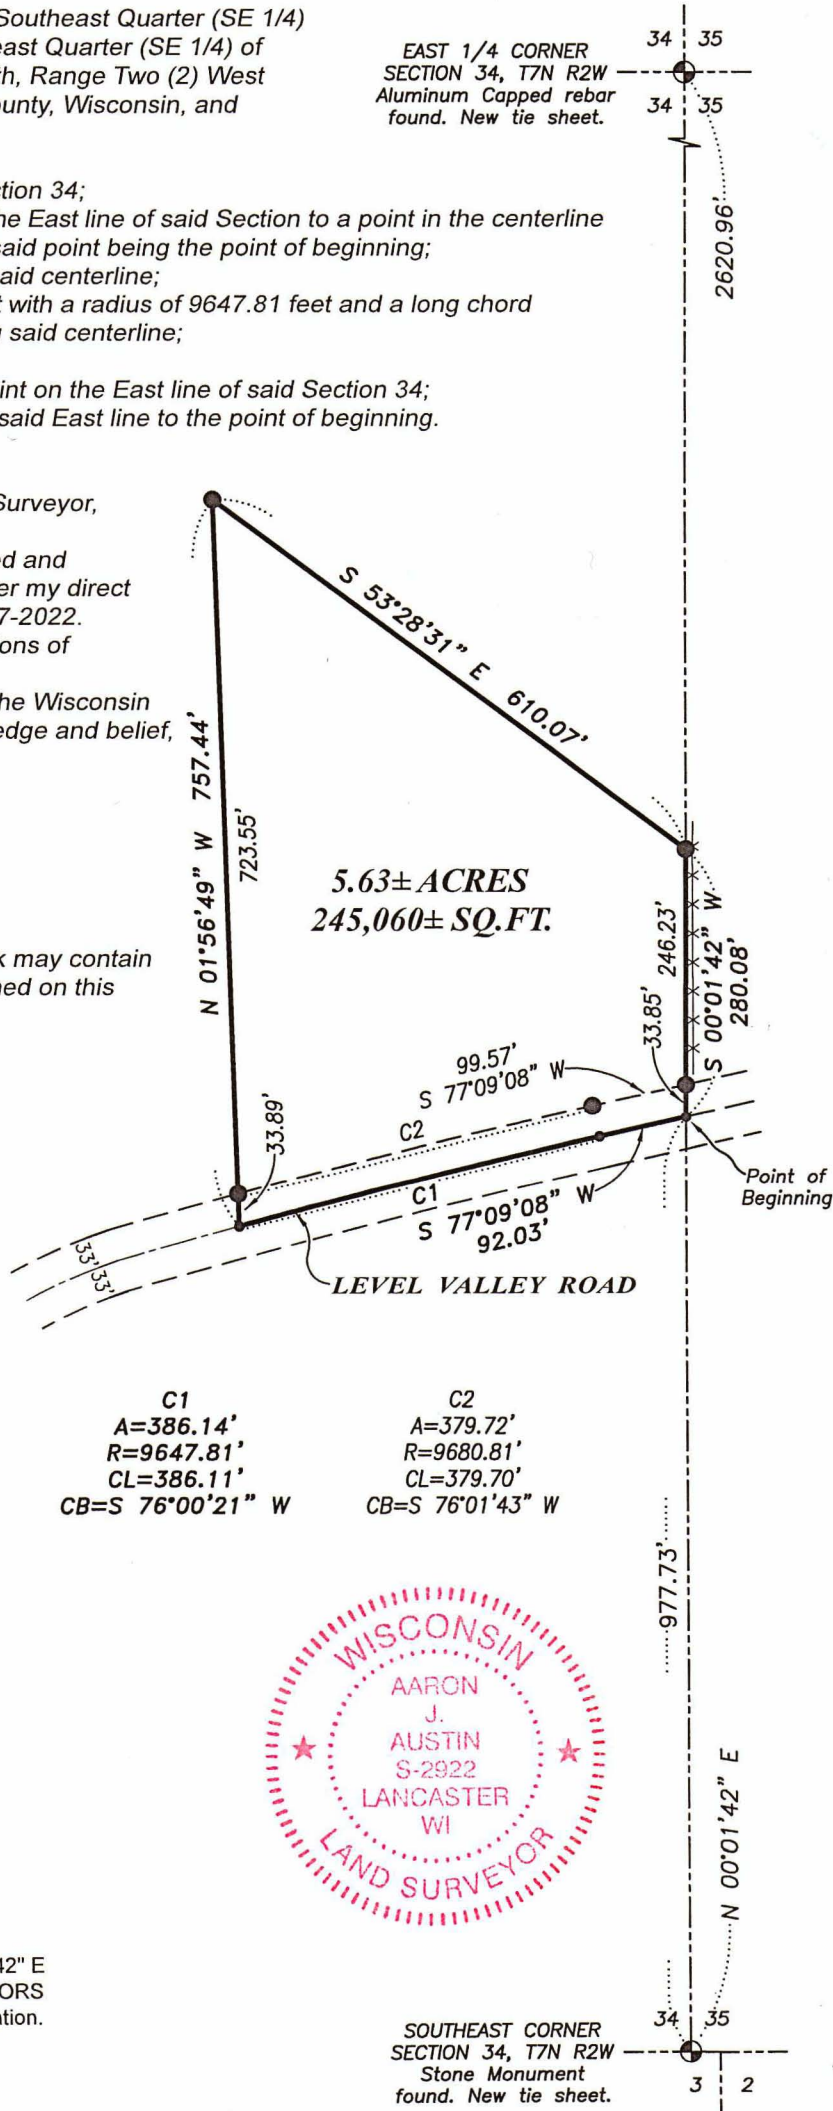 Southeast Quarter (SE 1/4)
east Quarter (SE 1/4) of
th, Range Two (2) West
ounty, Wisconsin, and
ction 34;
he East line of said Section to a point in the centerline
said point being the point of beginning;
said centerline;
t with a radius of 9647.81 feet and a long chord
g said centerline;
int on the East line of said Section 34;
said East line to the point of beginning.
Surveyor,
ed and
er my direct
7-2022.
ions of
he Wisconsin
edge and belief,
k may contain
ned on this
EAST 1/4 CORNER
SECTION 34, T7N R2W
Aluminum Capped rebar
found. New tie sheet.
34 35
34 35
2620.96'
S 53°28'31" E 610.07'
N 01°56'49" W 757.44'
723.55'
5.63± ACRES
245,060± SQ.FT.
246.23'
S 00°01'42" W
280.08'
33.85'
99.57'
S 77°09'08" W
C2
33.89'
C1
S 77°09'08" W
92.03'
Point of
Beginning
33' 33'
LEVEL VALLEY ROAD
C1
A=386.14'
R=9647.81'
CL=386.11'
CB=S 76°00'21" W
C2
A=379.72'
R=9680.81'
CL=379.70'
CB=S 76°01'43" W
977.73'
WISCONSIN
AARON
J.
AUSTIN
S-2922
LANCASTER
WI
LAND SURVEYOR
N 00°01'42" E
42" E
ORS
ation.
SOUTHEAST CORNER
SECTION 34, T7N R2W
Stone Monument
found. New tie sheet.
34 35
3 2